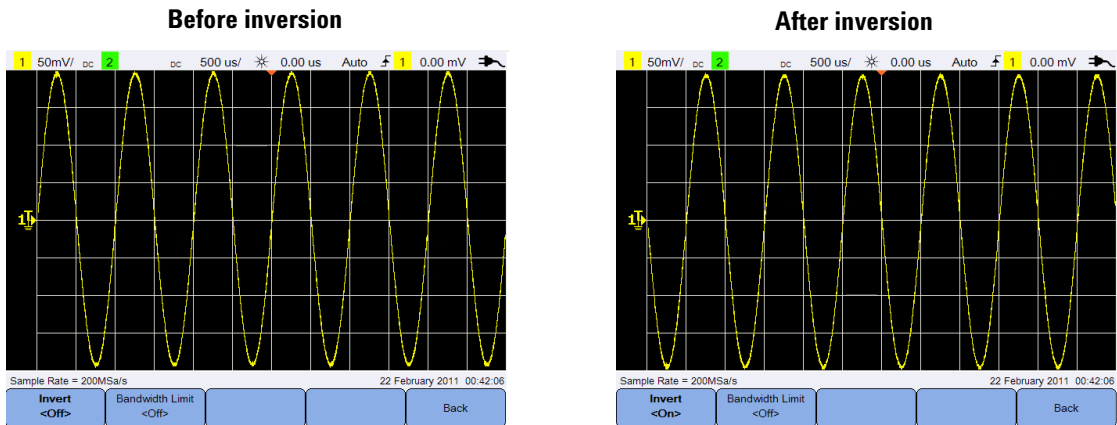 Before inversion
1 50mV/ DC 2 DC 500 us/ 0.00 us Auto 1 0.00 mV
1
Sample Rate = 200MSa/s 22 February 2011 00:42:06
Invert
<Off>
Bandwidth Limit
<Off>
Back
After inversion
1 50mV/ DC 2 DC 500 us/ 0.00 us Auto 1 0.00 mV
1
Sample Rate = 200MSa/s 22 February 2011 00:42:06
Invert
<On>
Bandwidth Limit
<Off>
Back